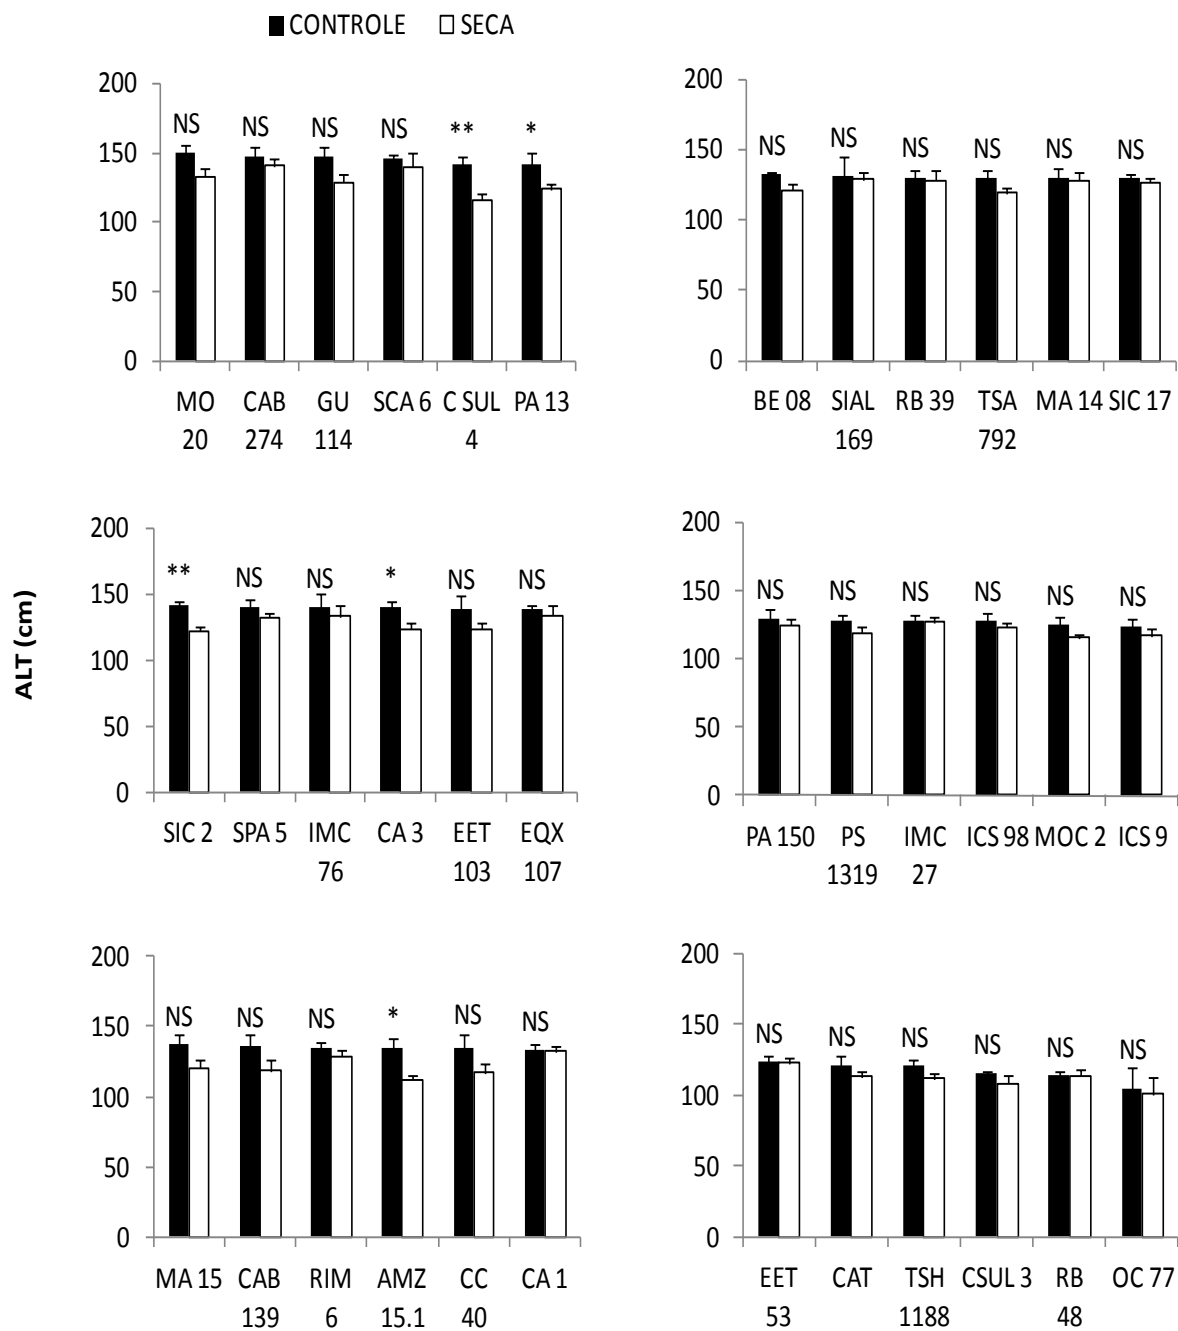 CONTROLE SECA
ALT (cm)
200
150
100
50
0
NS NS NS NS ** *
MO CAB GU SCA 6 C SUL PA 13
20 274 114 4
200
150
100
50
0
NS NS NS NS NS NS
BE 08 SIAL RB 39 TSA MA 14 SIC 17
169 792
200
150
100
50
0
** NS NS * NS NS
SIC 2 SPA 5 IMC CA 3 EET EQX
76 103 107
200
150
100
50
0
NS NS NS NS NS NS
PA 150 PS IMC ICS 98 MOC 2 ICS 9
1319 27
200
150
100
50
0
NS NS NS * NS NS
MA 15 CAB RIM AMZ CC CA 1
139 6 15.1 40
200
150
100
50
0
NS NS NS NS NS NS
EET CAT TSH CSUL 3 RB OC 77
53 1188 48